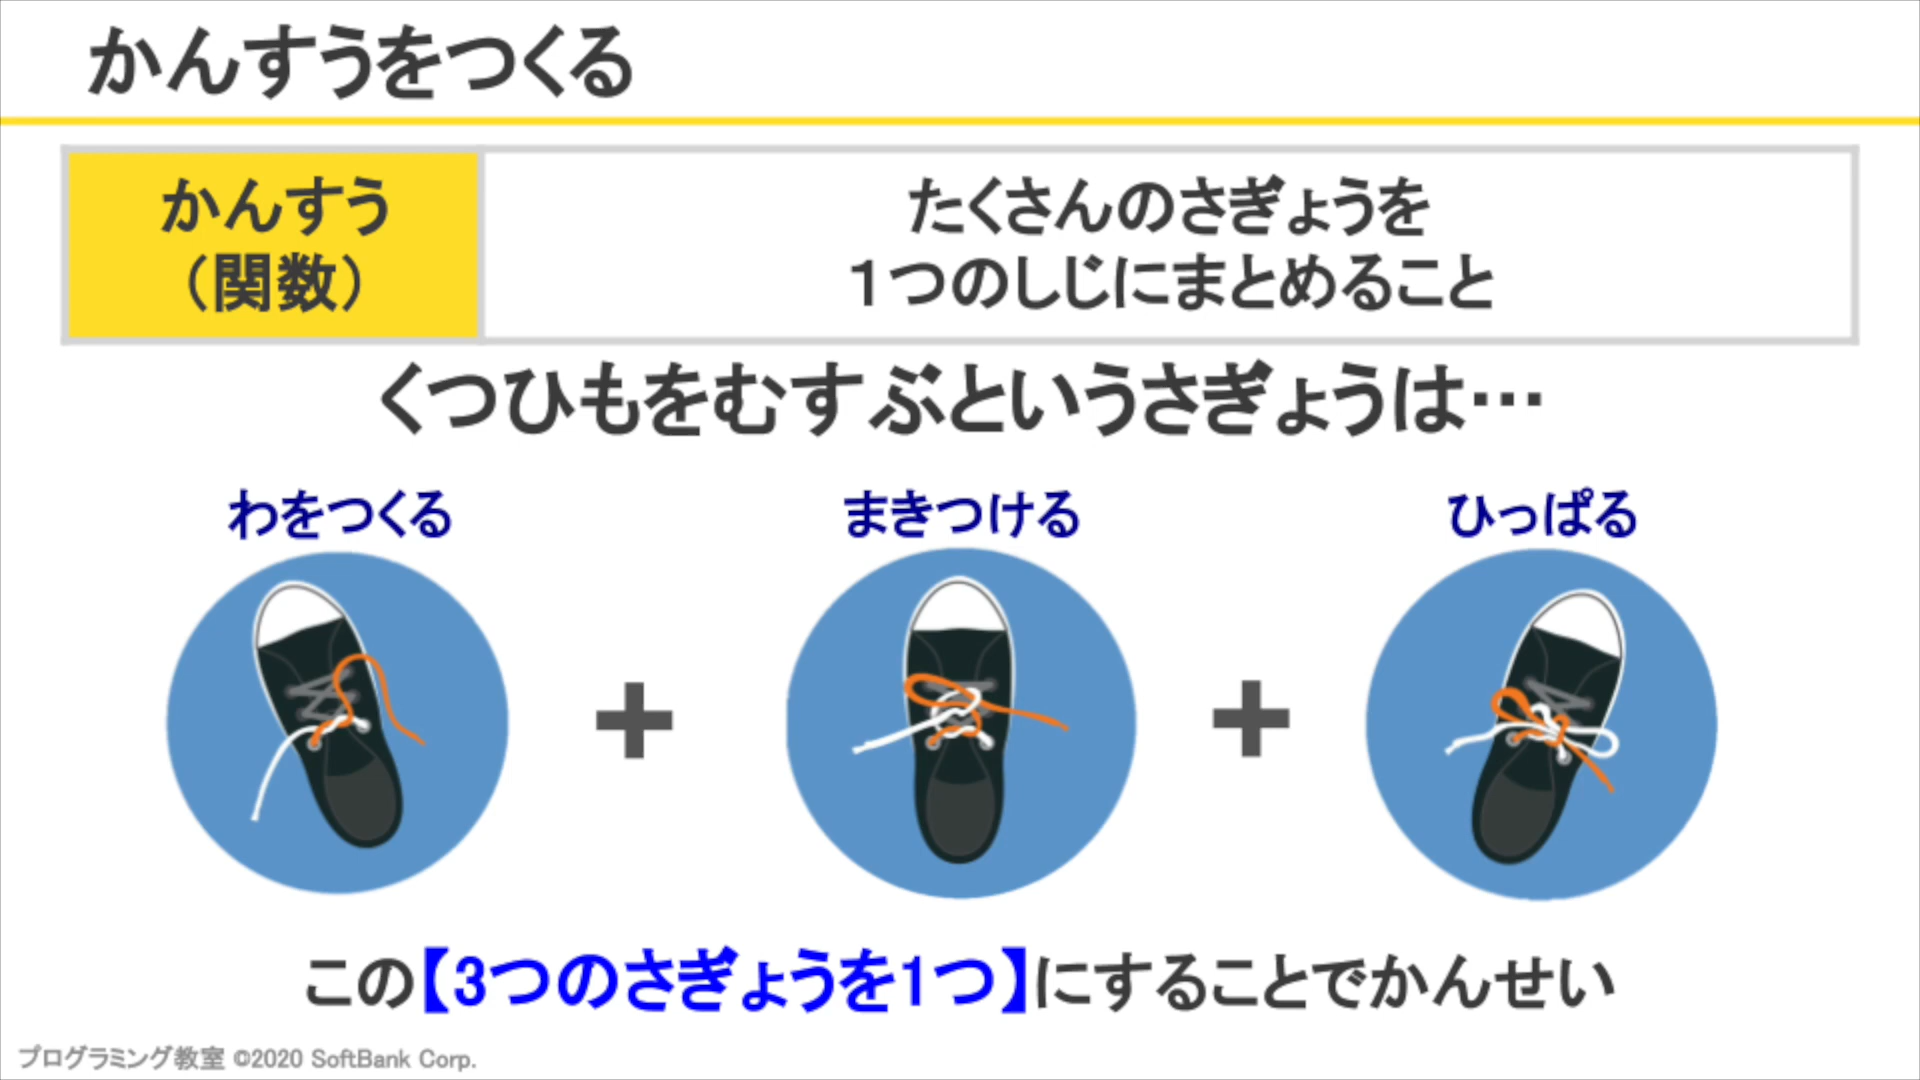 かんすうをつくる
かんすう
（関数）
たくさんのさぎょうを
１つのしじにまとめること
くつひもをむすぶというさぎょうは…
わをつくる
まきつける
ひっぱる
この【3つのさぎょうを1つ】にすることでかんせい
プログラミング教室 ©2020 SoftBank Corp.